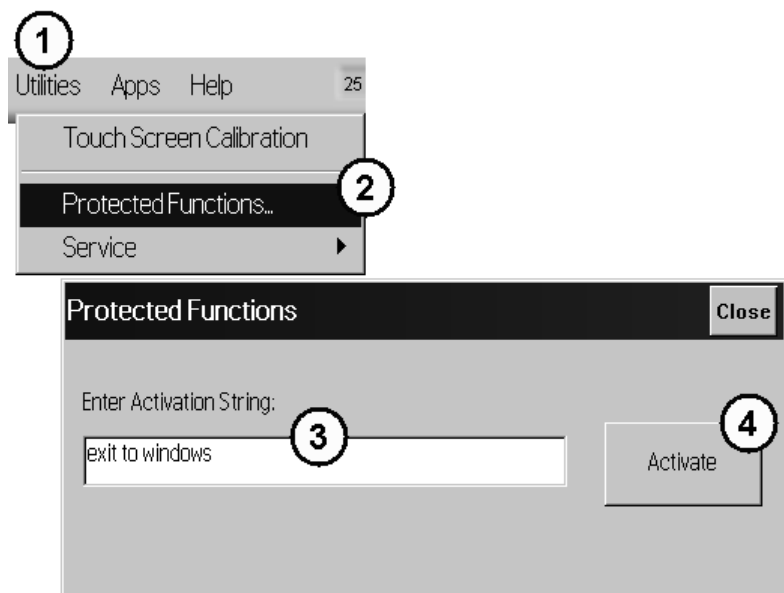 1
Utilities Apps Help 25
Touch Screen Calibration
2
Protected Functions...
Service
Protected Functions Close
Enter Activation String:
3
4
exit to windows
Activate